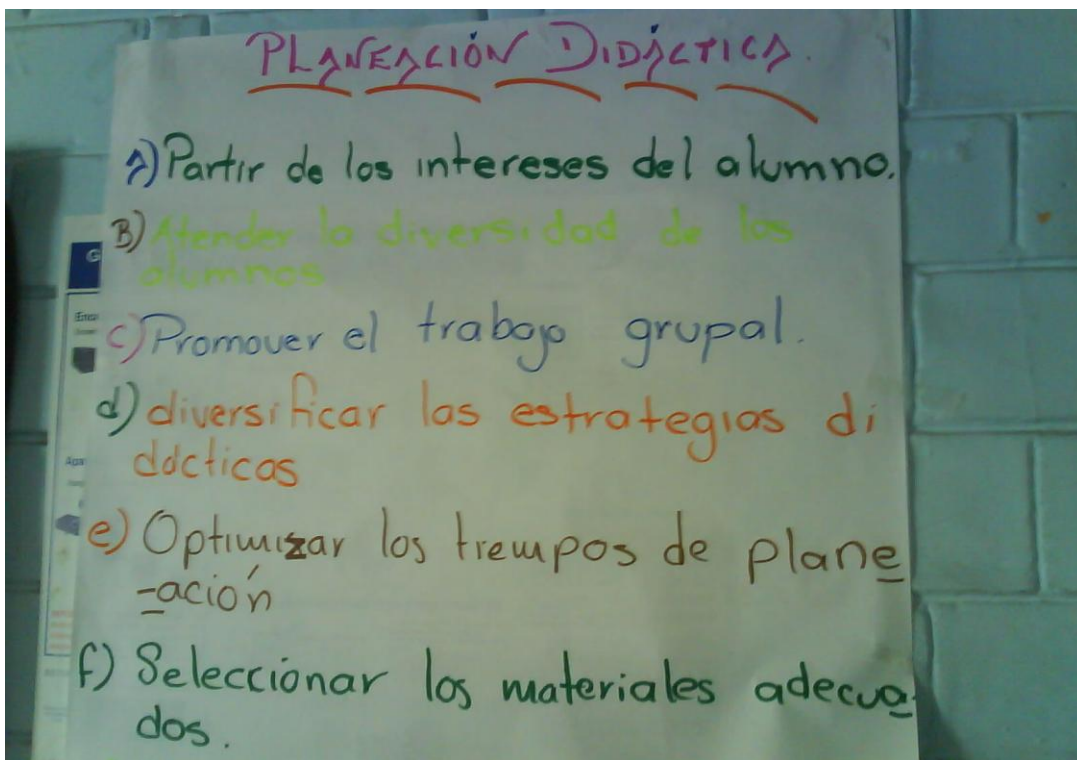 PLANEACIÓN DIDÁCTICA.
A) Partir de los intereses del alumno.
B) Atender la diversidad de los
alumnos
c) Promover el trabajo grupal.
d) diversificar las estrategias di
dácticas
e) Optimizar los tiempos de plane
-ación
f) Seleccionar los materiales adecua
dos.
G